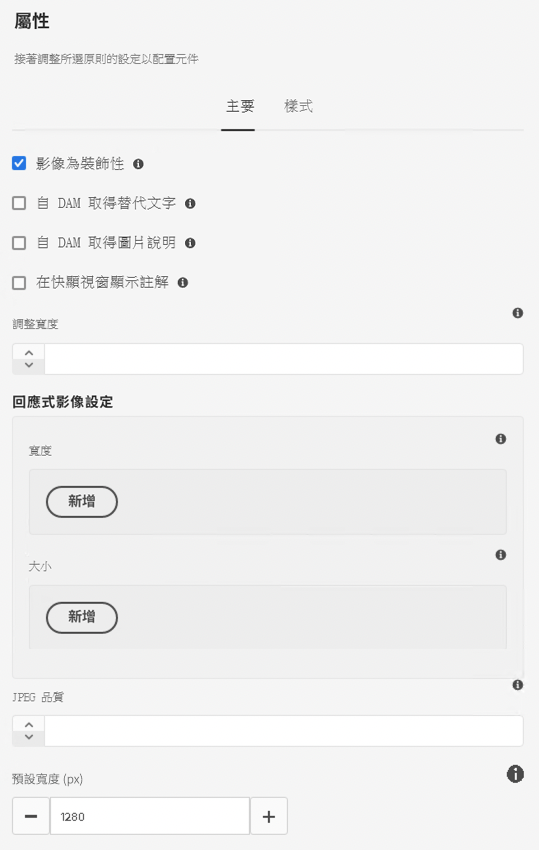 屬性
接著調整所選原則的設定以配置元件
主要 樣式
影像為裝飾性
自 DAM 取得替代文字
自 DAM 取得圖片說明
在快顯視窗顯示註解
調整寬度
回應式影像設定
寬度
新增
大小
新增
JPEG 品質
預設寬度 (px)
1280